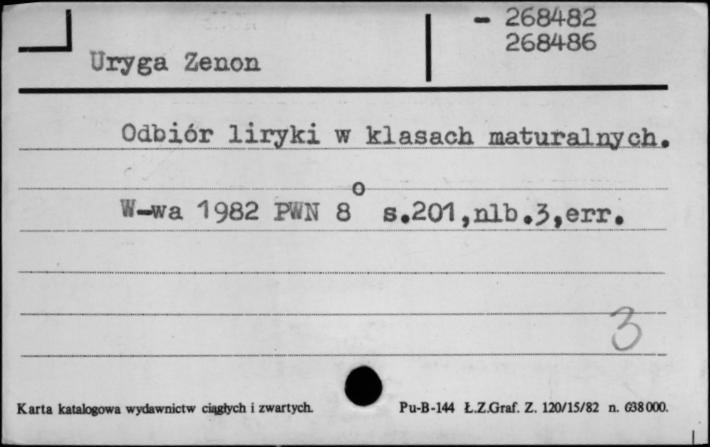 - 268482
268486
Uryga Zenon
Odbiór liryki w klasach maturalnych.
W-wa 1982 PWN 8o s.201,nlb.3,err.
3
Karta katalogowa wydawnictw ciągłych i zwartych.
Pu-B-144 Ł.Z.Graf. Z. 120/15/82 n. 638000.